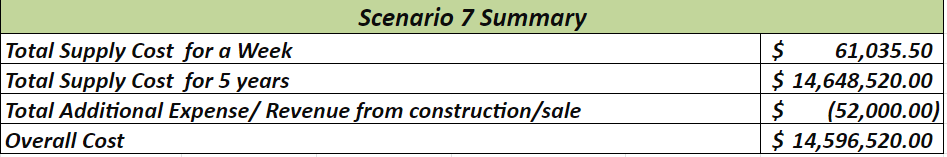 Scenario 7 Summary
Total Supply Cost for a Week $ 61,035.50
Total Supply Cost for 5 years $ 14,648,520.00
Total Additional Expense/ Revenue from construction/sale $ (52,000.00)
Overall Cost $ 14,596,520.00